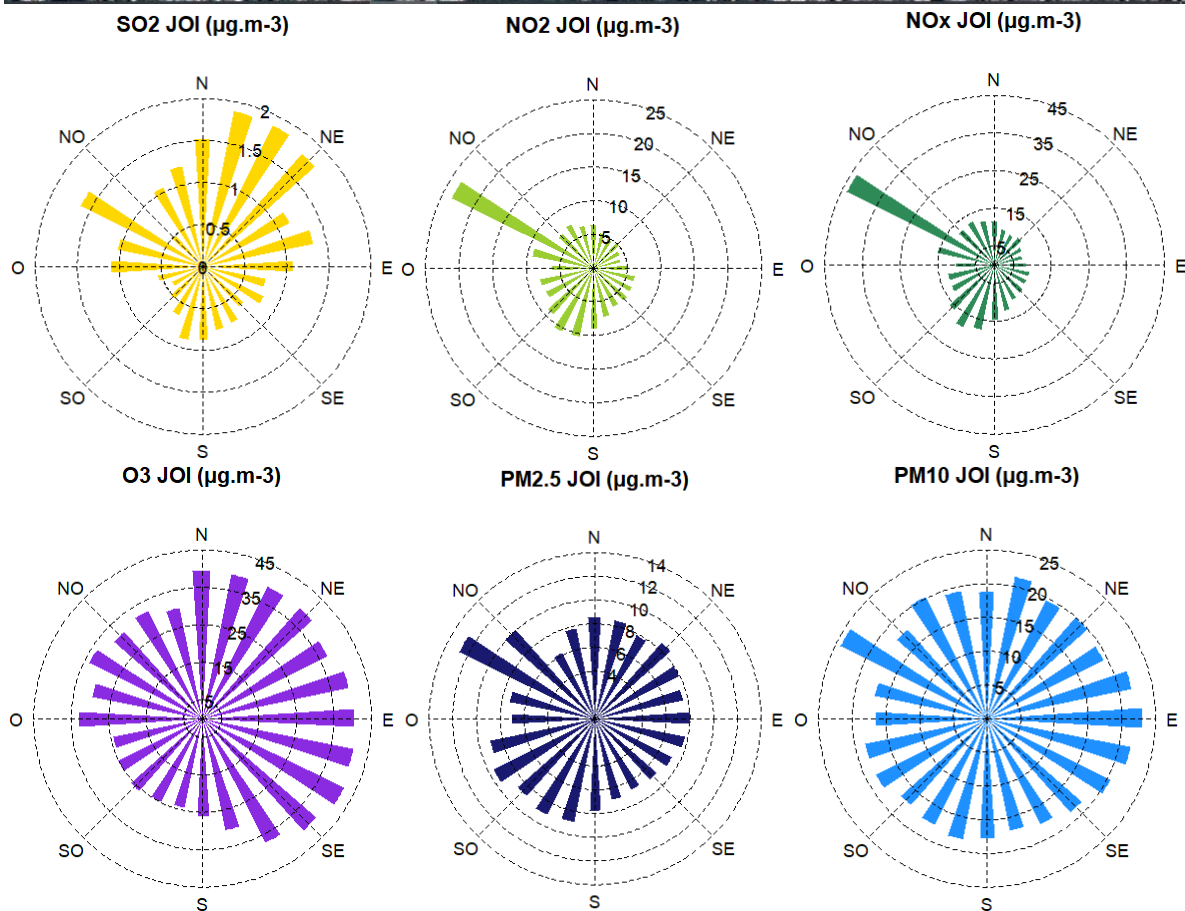 SO2 JOI (µg.m-3)
N
NE
E
SE
S
SO
O
NO
0
0.5
1
1.5
2
NO2 JOI (µg.m-3)
N
NE
E
SE
S
SO
O
NO
5
10
15
20
25
NOx JOI (µg.m-3)
N
NE
E
SE
S
SO
O
NO
5
15
25
35
45
O3 JOI (µg.m-3)
N
NE
E
SE
S
SO
O
NO
5
15
25
35
45
PM2.5 JOI (µg.m-3)
N
NE
E
SE
S
SO
O
NO
4
6
8
10
12
14
PM10 JOI (µg.m-3)
N
NE
E
SE
S
SO
O
NO
5
10
15
20
25